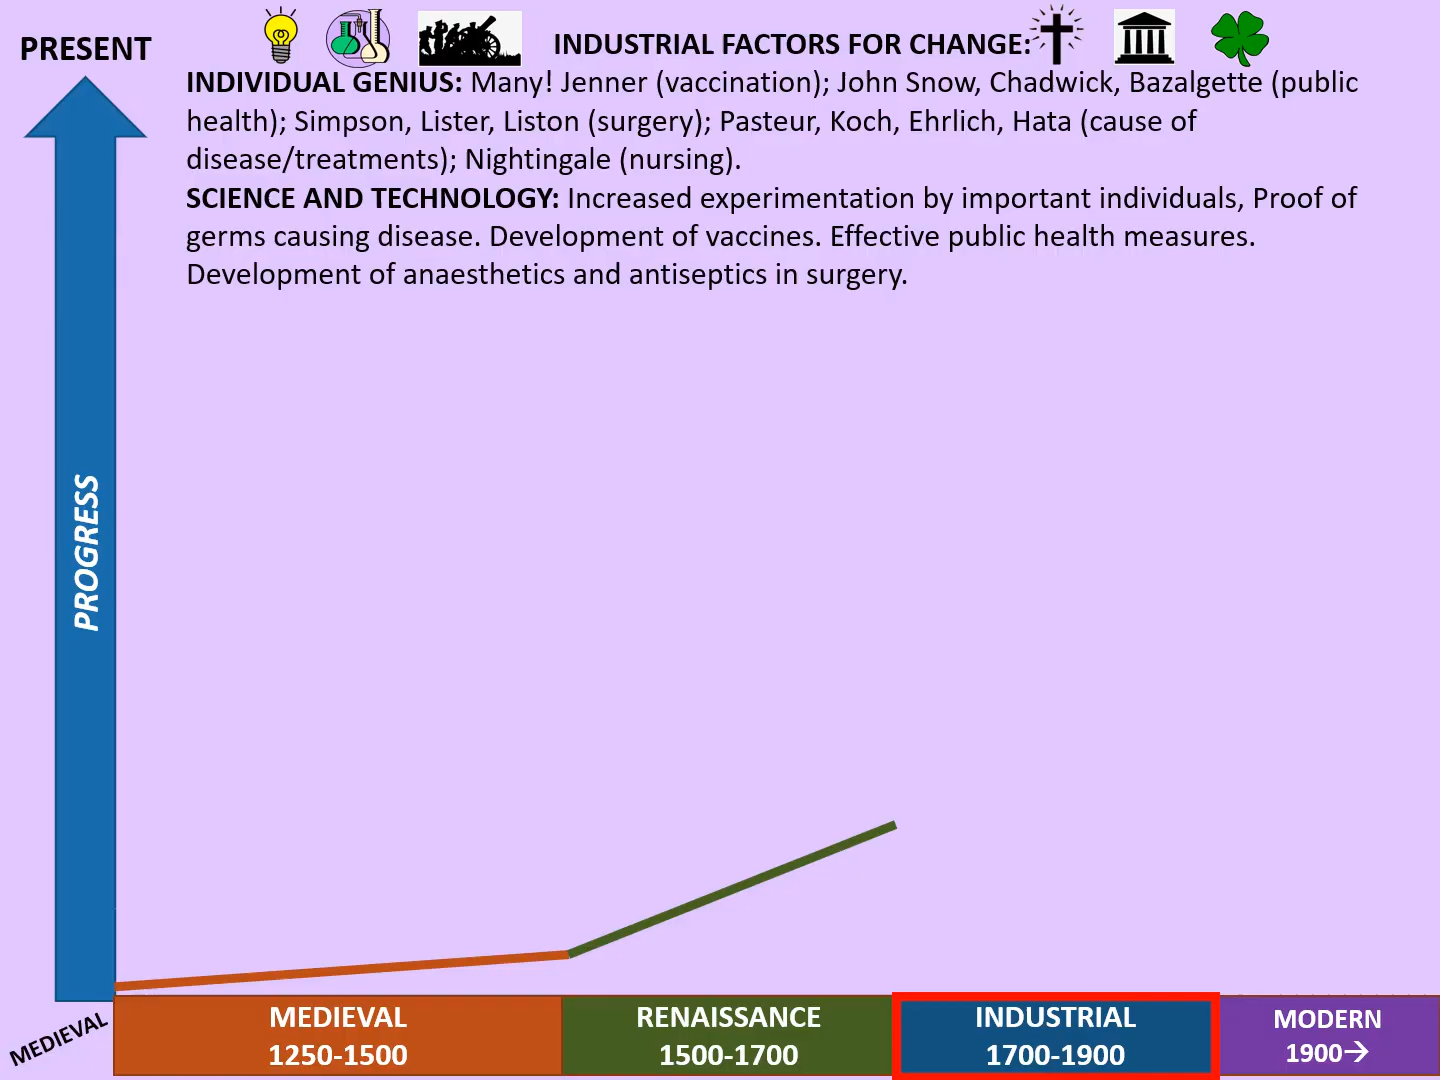 PRESENT
INDUSTRIAL FACTORS FOR CHANGE:
INDIVIDUAL GENIUS: Many! Jenner (vaccination); John Snow, Chadwick, Bazalgette (public
health); Simpson, Lister, Liston (surgery); Pasteur, Koch, Ehrlich, Hata (cause of
disease/treatments); Nightingale (nursing).
SCIENCE AND TECHNOLOGY: Increased experimentation by important individuals, Proof of
germs causing disease. Development of vaccines. Effective public health measures.
Development of anaesthetics and antiseptics in surgery.
PROGRESS
MEDIEVAL
MEDIEVAL
1250-1500
RENAISSANCE
1500-1700
INDUSTRIAL
1700-1900
MODERN
1900→